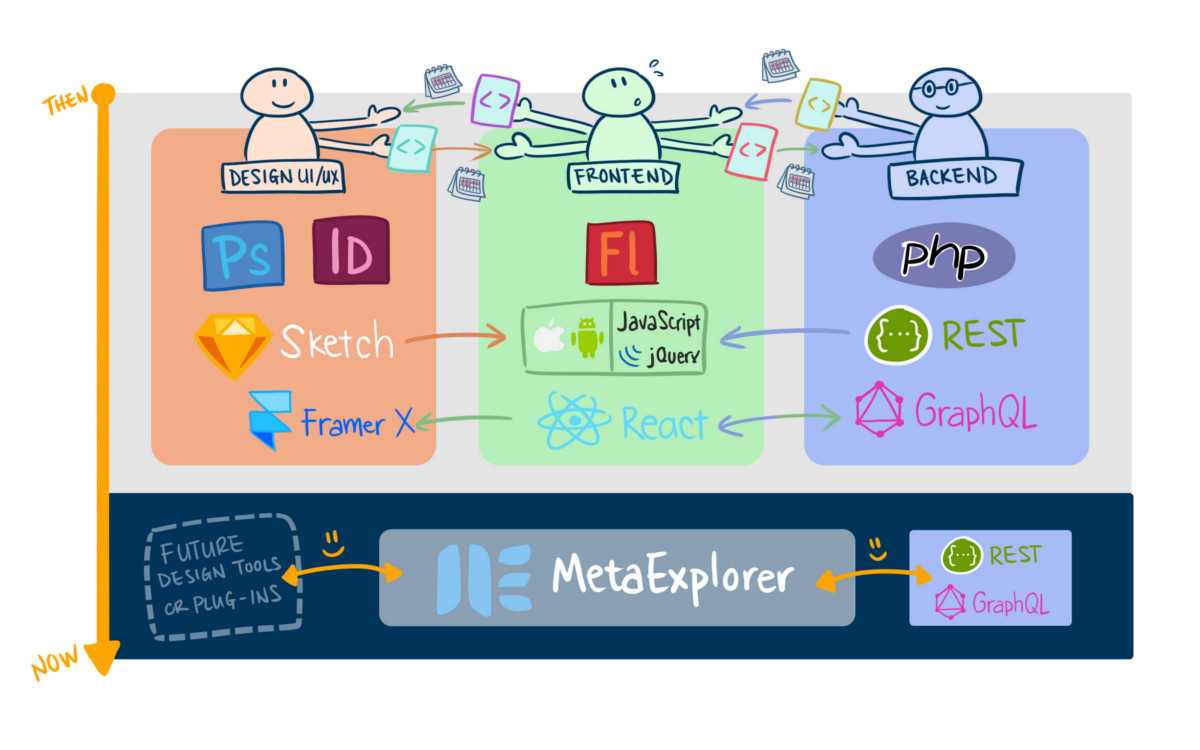 THEN
DESIGN UI/UX
FRONTEND
BACKEND
<>
<>
<>
<>
Ps
ID
Fl
php
Sketch
JavaScript
jQuery
{...}
REST
Framer X
React
GraphQL
FUTURE
DESIGN TOOLS
OR PLUG-INS
MetaExplorer
{...}
REST
GraphQL
NOW